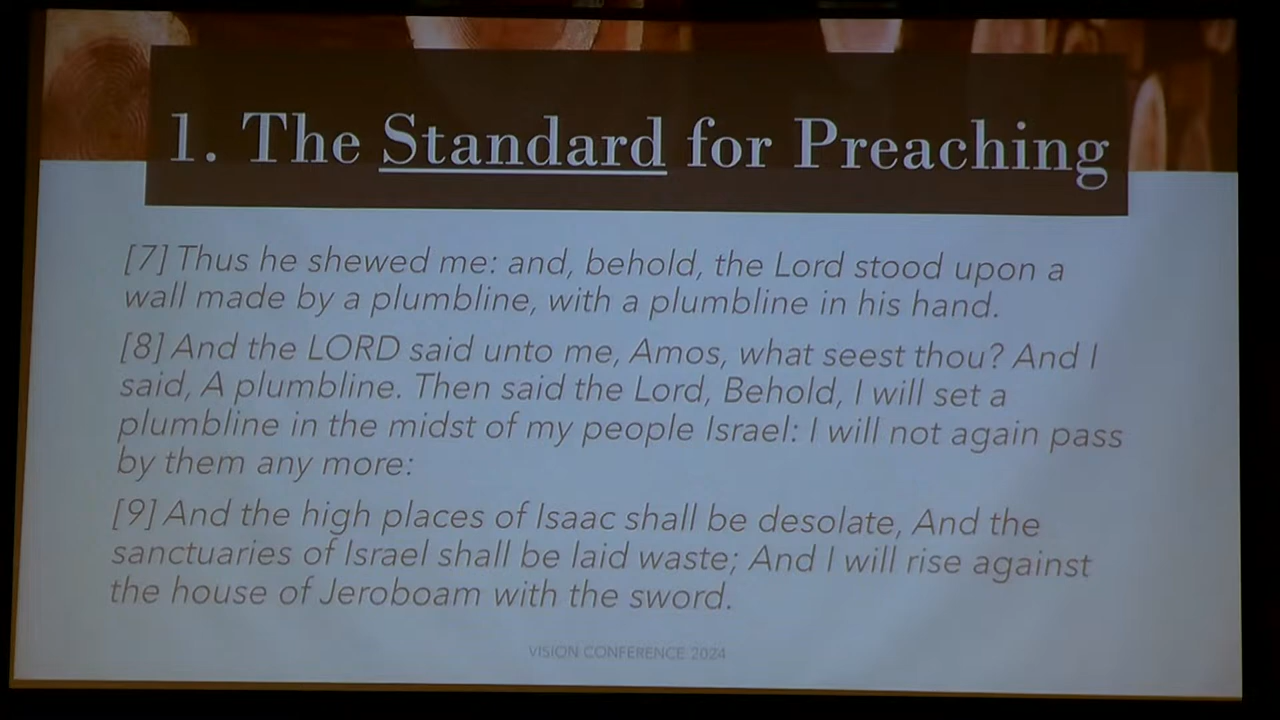 1. The Standard for Preaching
[7] Thus he shewed me: and, behold, the Lord stood upon a
wall made by a plumbline, with a plumbline in his hand.
[8] And the LORD said unto me, Amos, what seest thou? And I
said, A plumbline. Then said the Lord, Behold, I will set a
plumbline in the midst of my people Israel: I will not again pass
by them any more:
[9] And the high places of Isaac shall be desolate, And the
sanctuaries of Israel shall be laid waste; And I will rise against
the house of Jeroboam with the sword.
VISION CONFERENCE 2024